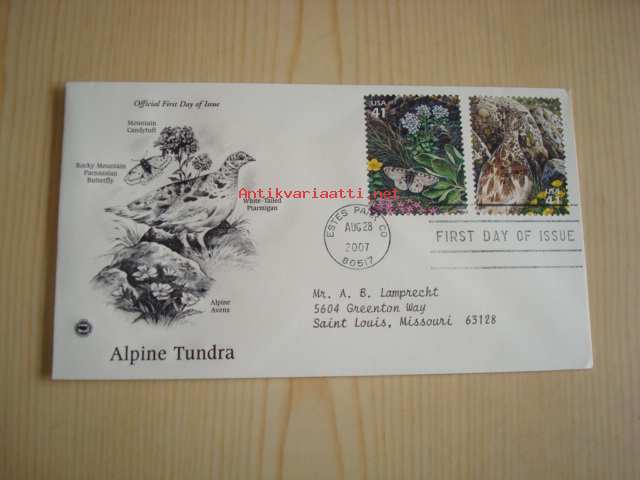 Official First Day of Issue
Mountain
Candytuft
Rocky Mountain
Parnassian
Butterfly
White-Tailed
Ptarmigan
Alpine
Avens
Alpine Tundra
USA
41
USA
41
ESTES PARK CO
AUG 28
2007
80517
FIRST DAY OF ISSUE
Mr. A. B. Lamprecht
5604 Greenton Way
Saint Louis, Missouri 63128
Antikvariaatti.net